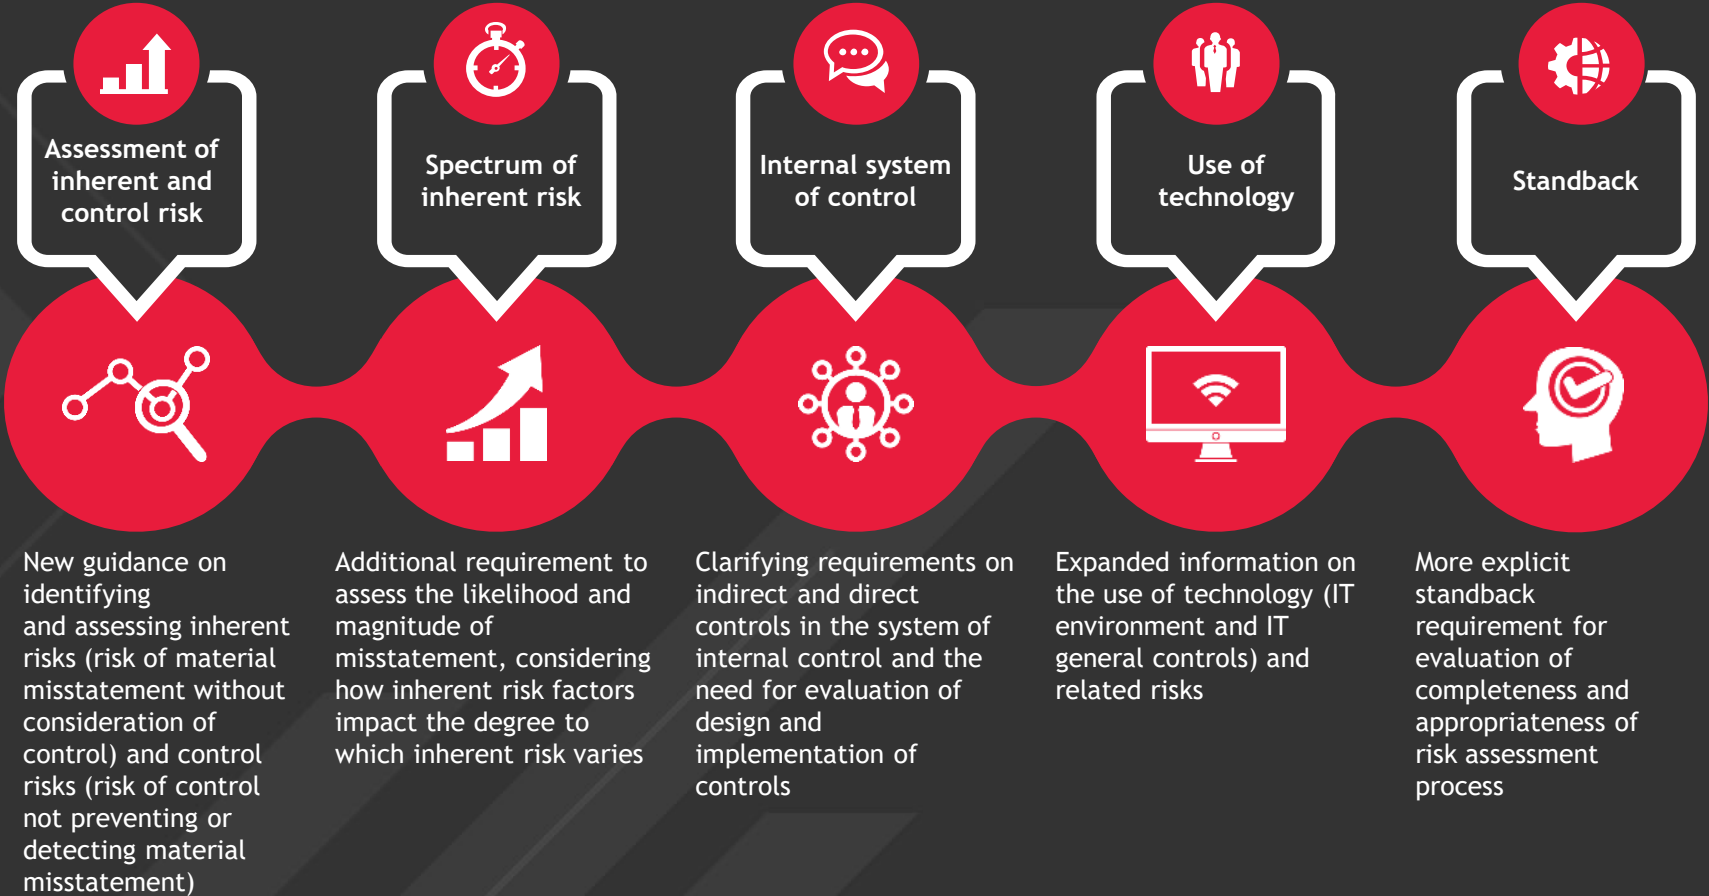 Assessment of
inherent and
control risk
Spectrum of
inherent risk
Internal system
of control
Use of
technology
Standback
New guidance on
identifying
and assessing inherent
risks (risk of material
misstatement without
consideration of
control) and control
risks (risk of control
not preventing or
detecting material
misstatement)
Additional requirement to
assess the likelihood and
magnitude of
misstatement, considering
how inherent risk factors
impact the degree to
which inherent risk varies
Clarifying requirements on
indirect and direct
controls in the system of
internal control and the
need for evaluation of
design and
implementation of
controls
Expanded information on
the use of technology (IT
environment and IT
general controls) and
related risks
More explicit
standback
requirement for
evaluation of
completeness and
appropriateness of
risk assessment
process